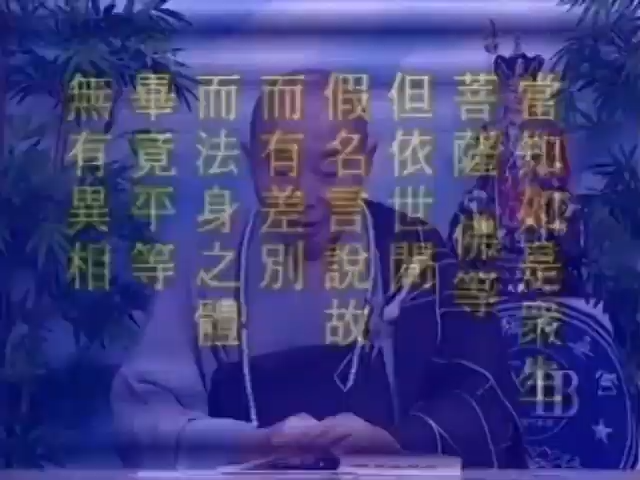 當知如是眾生
菩薩 佛等
但依世間
假名言說故
而有差別
而法身之體
畢竟平等
無有異相